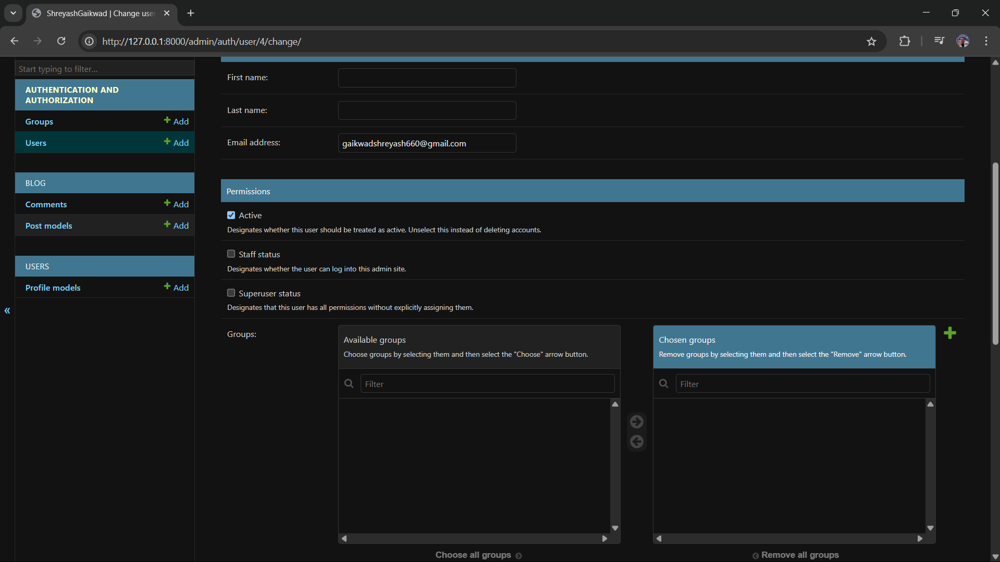 ShreyashGaikwad | Change use
http://127.0.0.1:8000/admin/auth/user/4/change/
Start typing to filter...
AUTHENTICATION AND
AUTHORIZATION
Groups
Add
Users
Add
BLOG
Comments
Add
Post models
Add
USERS
Profile models
Add
«
First name:
Last name:
Email address:
gaikwadshreyash660@gmail.com
Permissions
Active
Designates whether this user should be treated as active. Unselect this instead of deleting accounts.
Staff status
Designates whether the user can log into this admin site.
Superuser status
Designates that this user has all permissions without explicitly assigning them.
Groups:
Available groups
Choose groups by selecting them and then select the "Choose" arrow button.
Filter
Choose all groups
Chosen groups
Remove groups by selecting them and then select the "Remove" arrow button.
Filter
Remove all groups